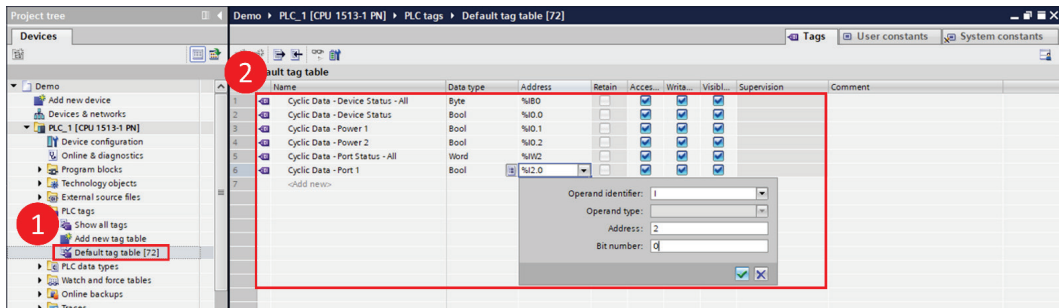 Project tree
Demo ▸ PLC_1 [CPU 1513-1 PN] ▸ PLC tags ▸ Default tag table [72]
Devices
Tags User constants System constants
2
ault tag table
Name Data type Address Retain Acces... Writa... Visibl... Supervision Comment
Demo
Add new device
Devices & networks
PLC_1 [CPU 1513-1 PN]
Device configuration
Online & diagnostics
Program blocks
Technology objects
External source files
PLC tags
1
Show all tags
Add new tag table
Default tag table [72]
PLC data types
Watch and force tables
Online backups
Traces
1 Cyclic Data - Device Status - All Byte %IB0
2 Cyclic Data - Device Status Bool %I0.0
3 Cyclic Data - Power 1 Bool %I0.1
4 Cyclic Data - Power 2 Bool %I0.2
5 Cyclic Data - Port Status - All Word %IW2
6 Cyclic Data - Port 1 Bool %I2.0
7 <Add new>
Operand identifier: I
Operand type:
Address: 2
Bit number: 0